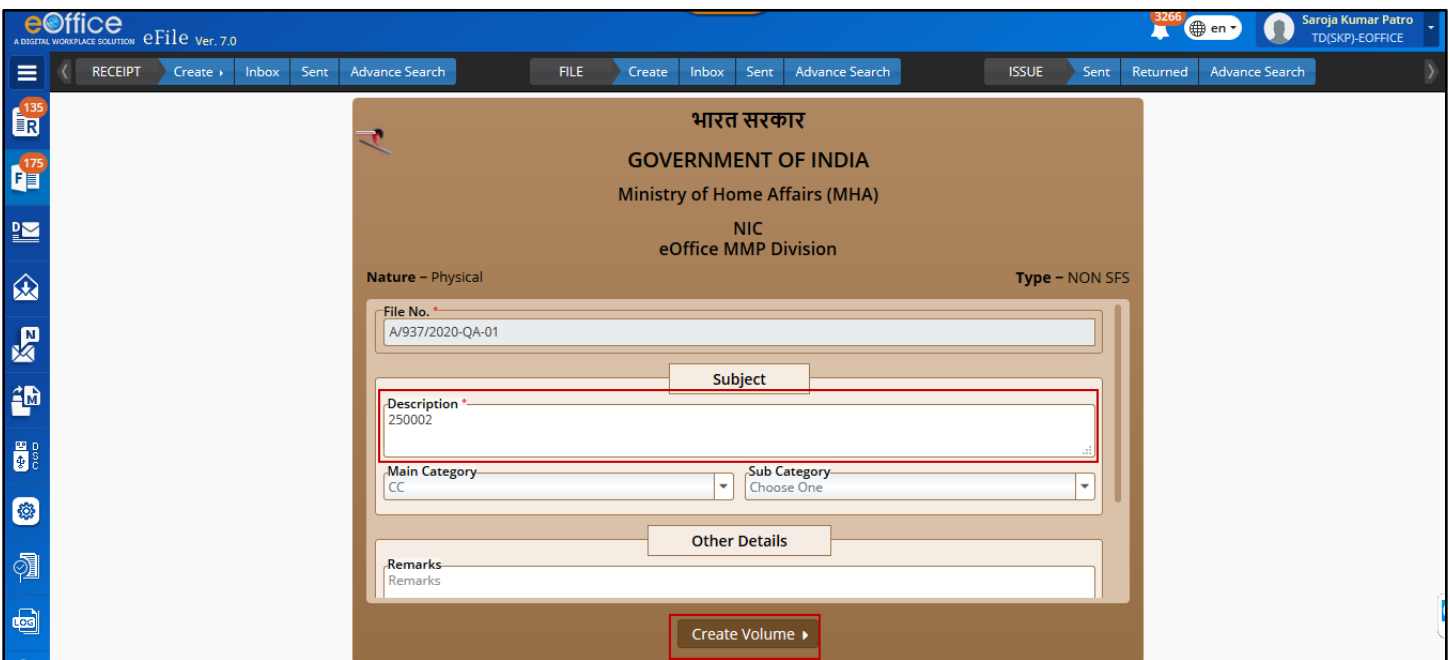 eOffice
A DIGITAL WORKPLACE SOLUTION eFile Ver. 7.0
3266
en
Saroja Kumar Patro
TD(SKP)-EOFFICE
RECEIPT Create Inbox Sent Advance Search FILE Create Inbox Sent Advance Search ISSUE Sent Returned Advance Search
135
R
175
F
D
N
M
DSC
LOG
भारत सरकार
GOVERNMENT OF INDIA
Ministry of Home Affairs (MHA)
NIC
eOffice MMP Division
Nature – Physical Type – NON SFS
File No. *
A/937/2020-QA-01
Subject
Description *
250002
Main Category Sub Category
CC Choose One
Other Details
Remarks
Remarks
Create Volume